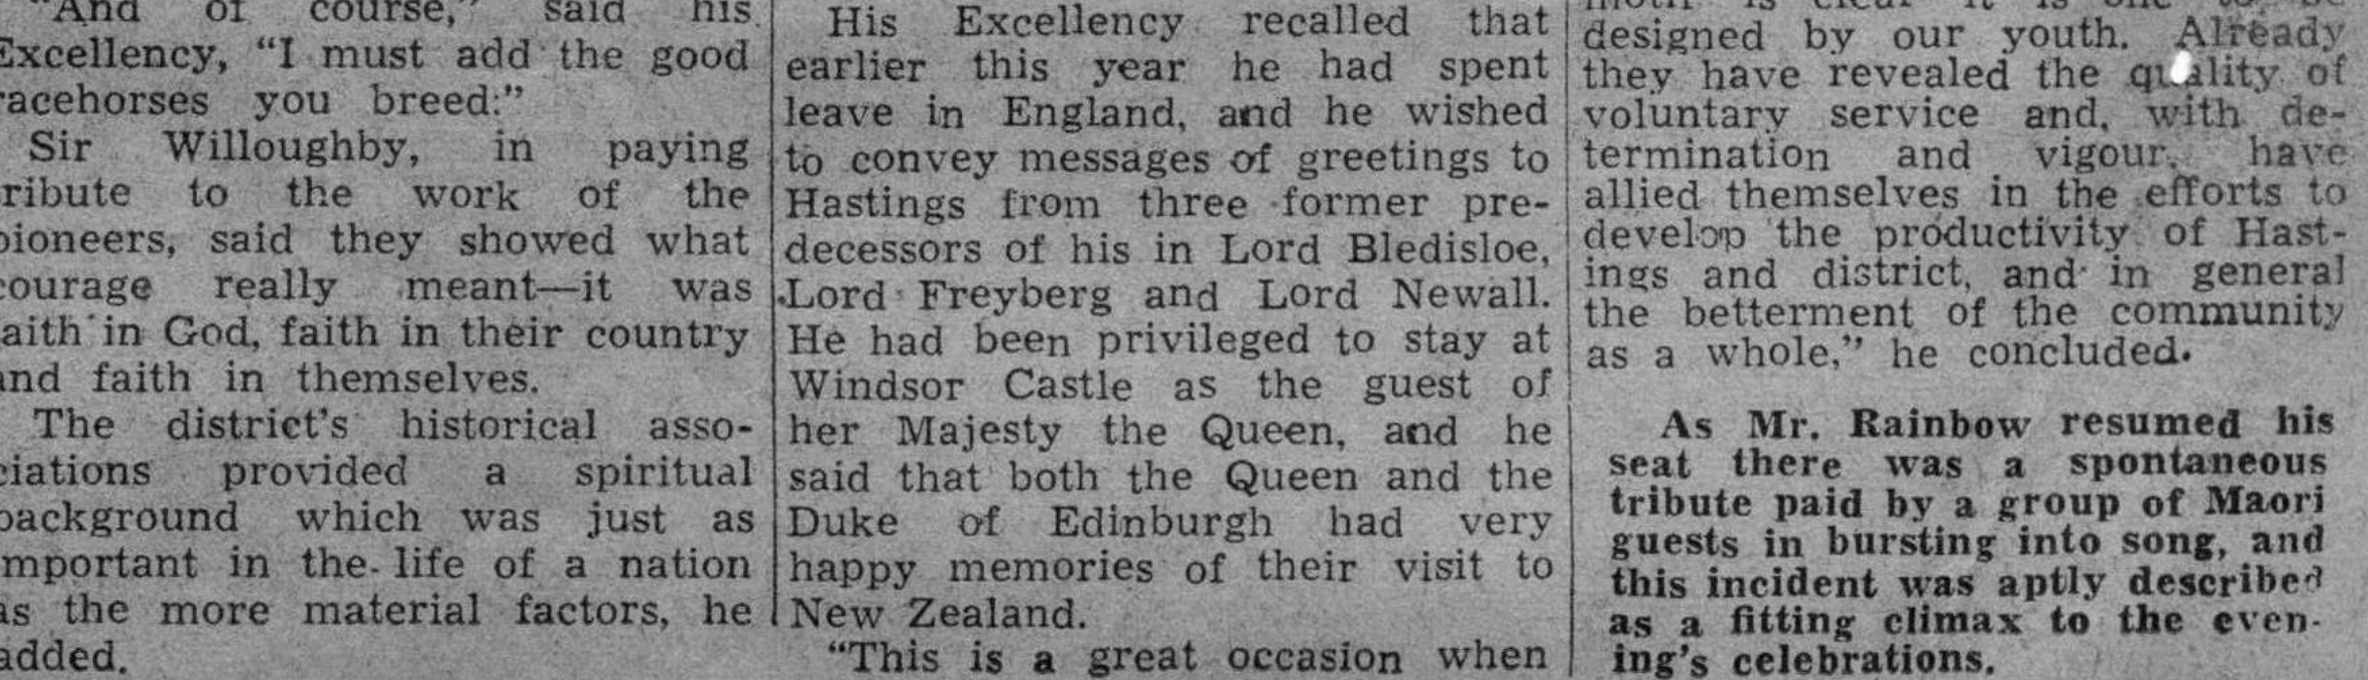 "And of course," said his
Excellency, "I must add the good
racehorses you breed."
Sir Willoughby, in paying
ribute to the work of the
pioneers, said they showed what
courage really meant—it was
aith in God, faith in their country
and faith in themselves.
The district's historical asso-
ciations provided a spiritual
background which was just as
important in the life of a nation
as the more material factors, he
added.
His Excellency recalled that
earlier this year he had spent
leave in England, and he wished
to convey messages of greetings to
Hastings from three former pre-
decessors of his in Lord Bledisloe,
Lord Freyberg and Lord Newall.
He had been privileged to stay at
Windsor Castle as the guest of
her Majesty the Queen, and he
said that both the Queen and the
Duke of Edinburgh had very
happy memories of their visit to
New Zealand.
"This is a great occasion when
is clear it is one to be
designed by our youth. Already
they have revealed the quality of
voluntary service and, with de-
termination and vigour, have
allied themselves in the efforts to
develop the productivity of Hast-
ings and district, and in general
the betterment of the community
as a whole," he concluded.
As Mr. Rainbow resumed his
seat there was a spontaneous
tribute paid by a group of Maori
guests in bursting into song, and
this incident was aptly described
as a fitting climax to the even-
ing's celebrations.